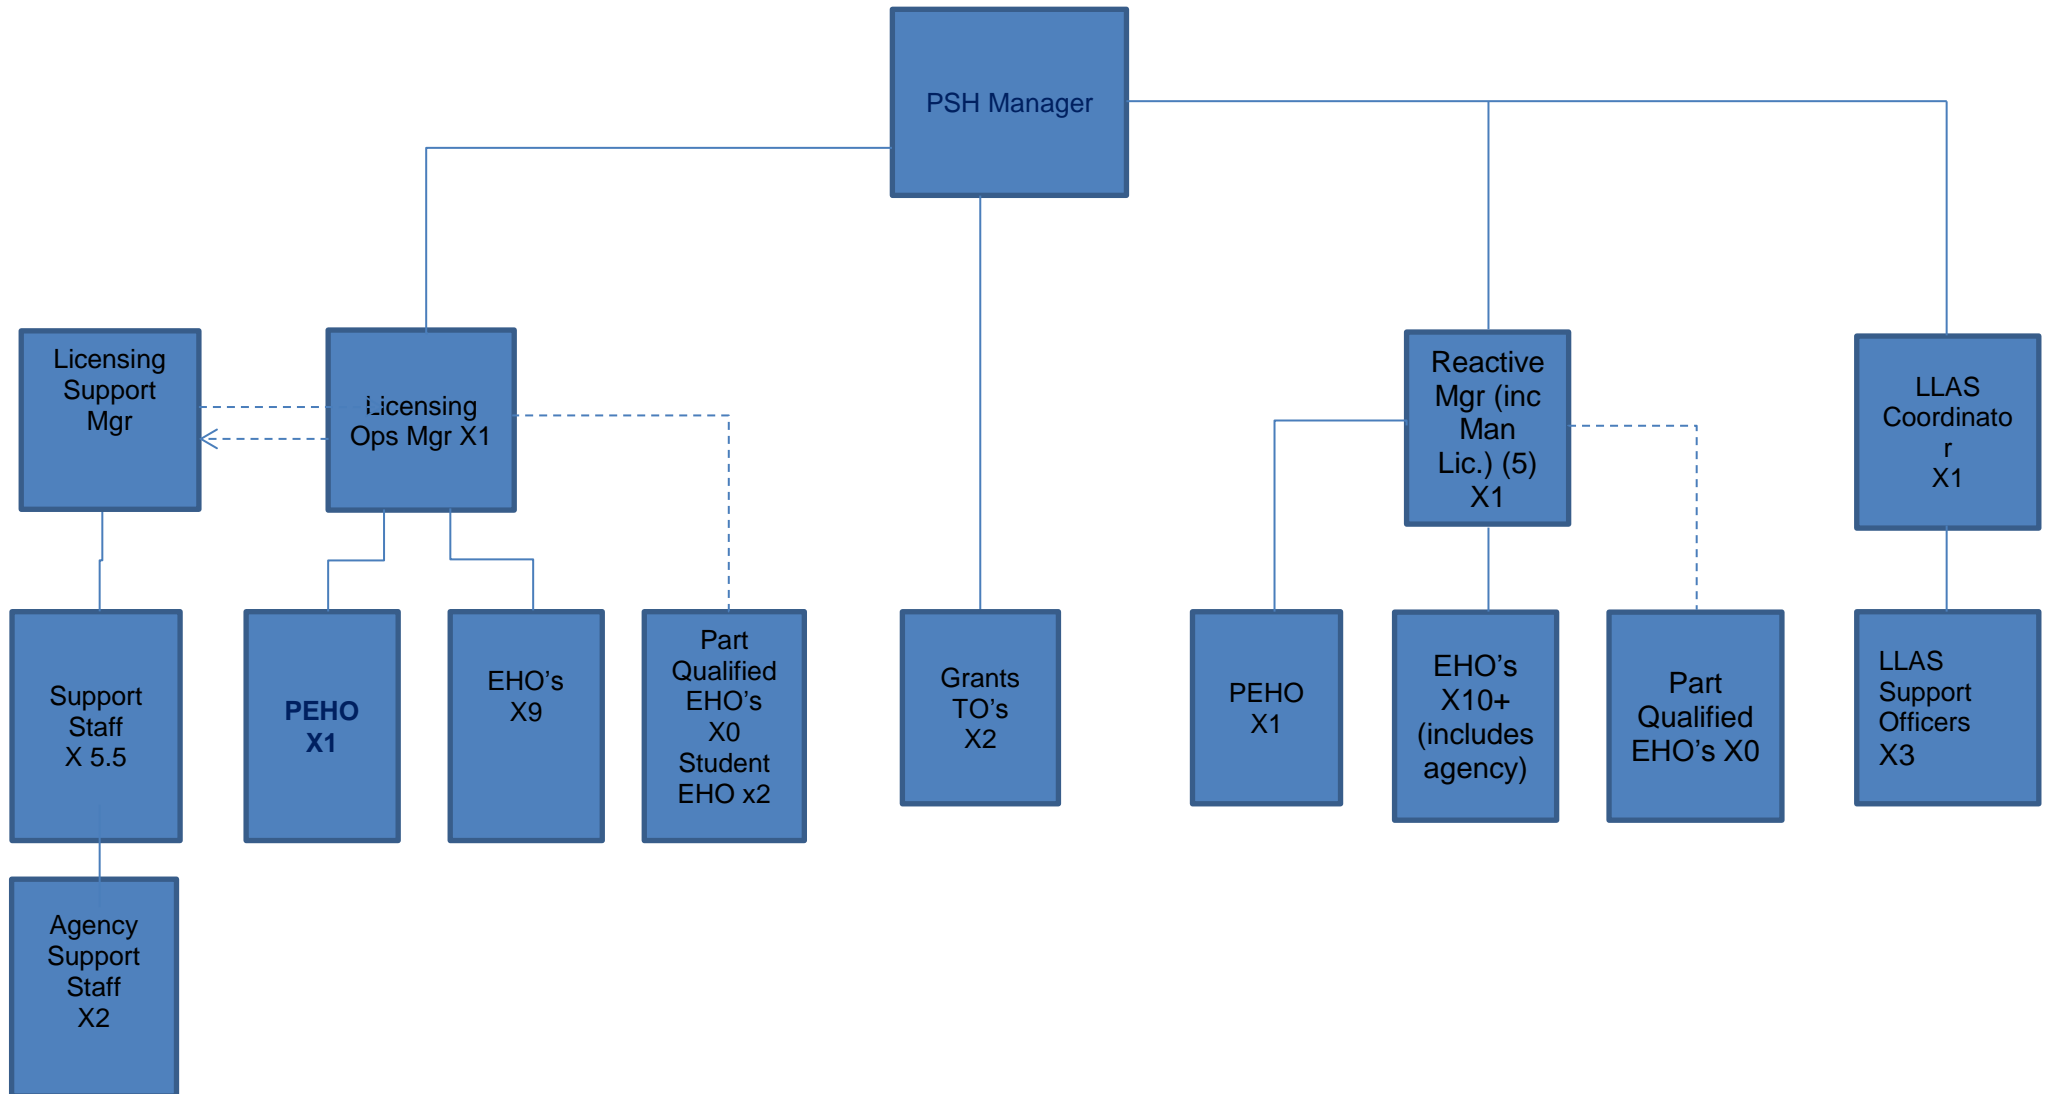 PSH Manager
Licensing
Support
Mgr
Licensing
Ops Mgr X1
Reactive
Mgr (inc
Man
Lic.) (5)
X1
LLAS
Coordinato
r
X1
Support
Staff
X 5.5
PEHO
X1
EHO’s
X9
Part
Qualified
EHO’s
X0
Student
EHO x2
Grants
TO’s
X2
PEHO
X1
EHO’s
X10+
(includes
agency)
Part
Qualified
EHO’s X0
LLAS
Support
Officers
X3
Agency
Support
Staff
X2